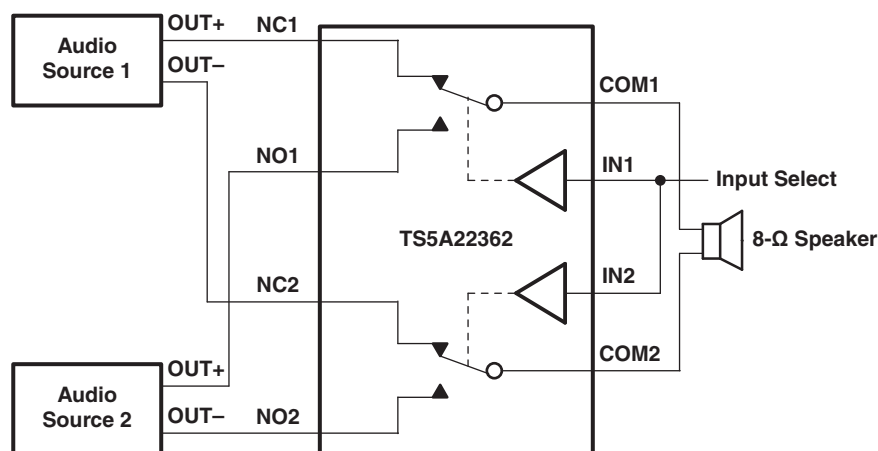 Audio
Source 1
OUT+
NC1
OUT–
COM1
NO1
IN1
Input Select
TS5A22362
8-Ω Speaker
NC2
IN2
COM2
Audio
Source 2
OUT+
OUT–
NO2